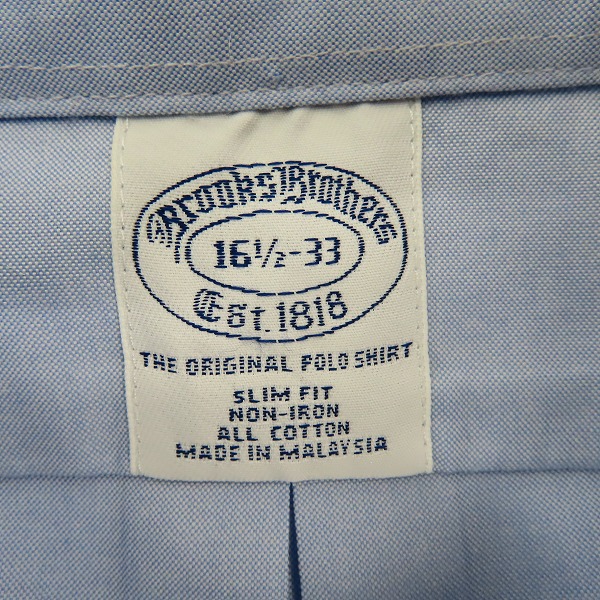 Brooks Brothers
16½-33
Est. 1818
THE ORIGINAL POLO SHIRT
SLIM FIT
NON-IRON
ALL COTTON
MADE IN MALAYSIA